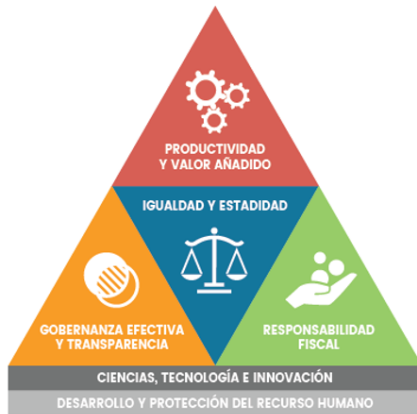 PRODUCTIVIDAD
Y VALOR AÑADIDO
IGUALDAD Y ESTADIDAD
GOBERNANZA EFECTIVA
Y TRANSPARENCIA
RESPONSABILIDAD
FISCAL
CIENCIAS, TECNOLOGÍA E INNOVACIÓN
DESARROLLO Y PROTECCIÓN DEL RECURSO HUMANO